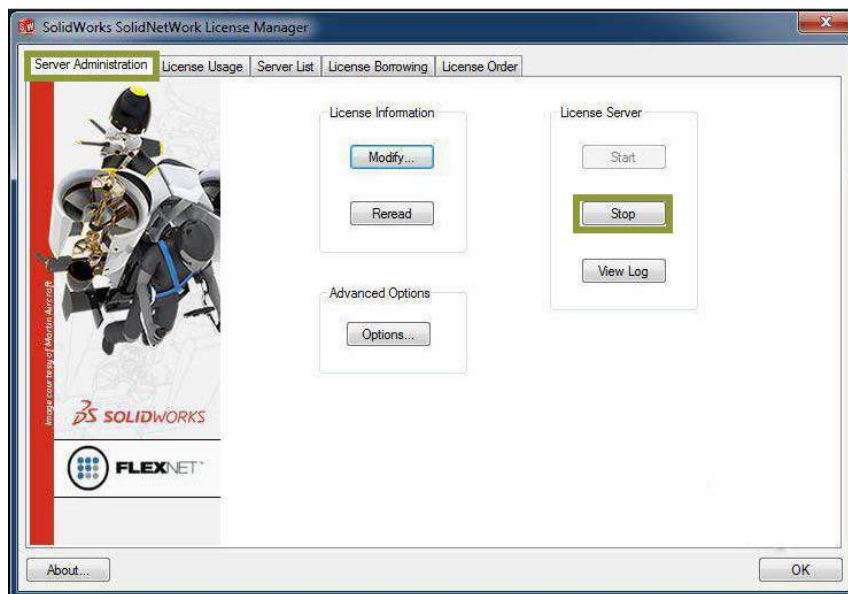 SolidWorks SolidNetWork License Manager
Server Administration
License Usage
Server List
License Borrowing
License Order
License Information
Modify...
Reread
Advanced Options
Options...
License Server
Start
Stop
View Log
Image courtesy of Martin Aircraft
SOLIDWORKS
FLEXNET
About...
OK